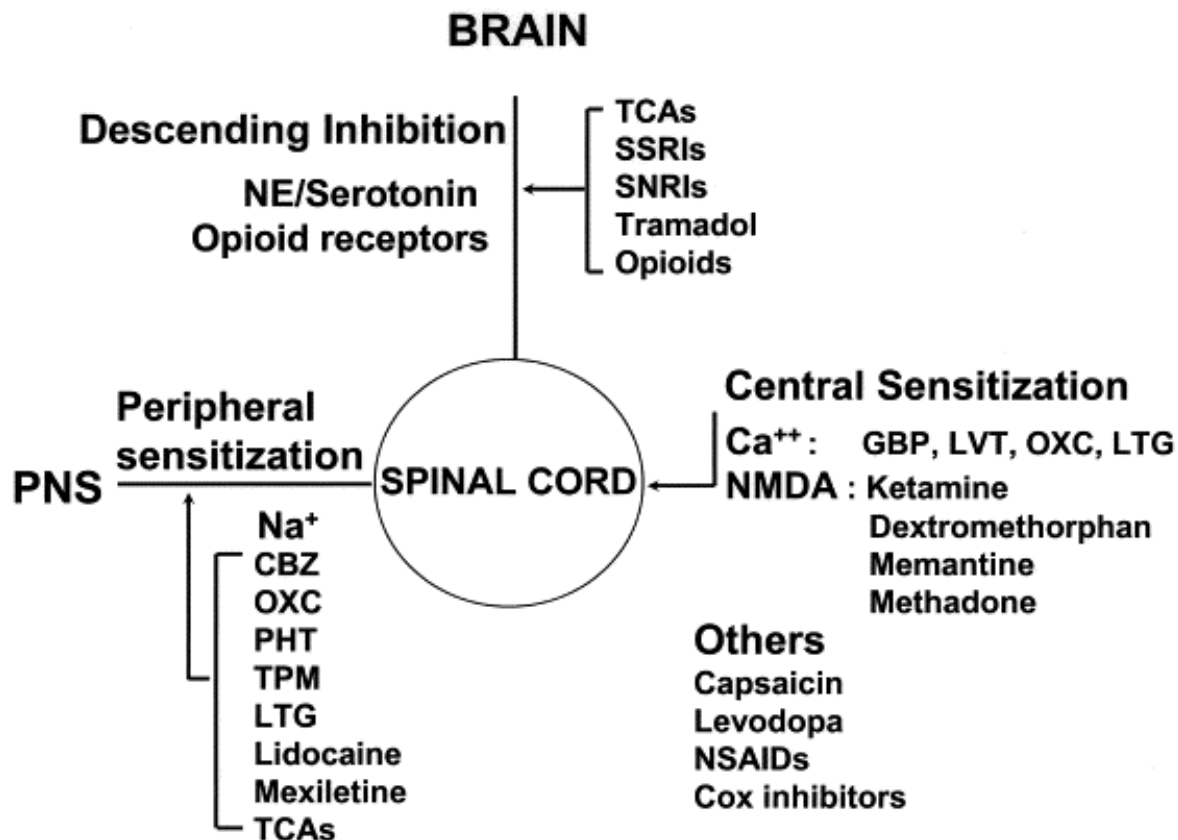 BRAIN
Descending Inhibition
NE/Serotonin
Opioid receptors
TCAs
SSRIs
SNRIs
Tramadol
Opioids
Peripheral
sensitization
PNS
SPINAL CORD
Na⁺
CBZ
OXC
PHT
TPM
LTG
Lidocaine
Mexiletine
TCAs
Central Sensitization
Ca⁺⁺ : GBP, LVT, OXC, LTG
NMDA : Ketamine
Dextromethorphan
Memantine
Methadone
Others
Capsaicin
Levodopa
NSAIDs
Cox inhibitors